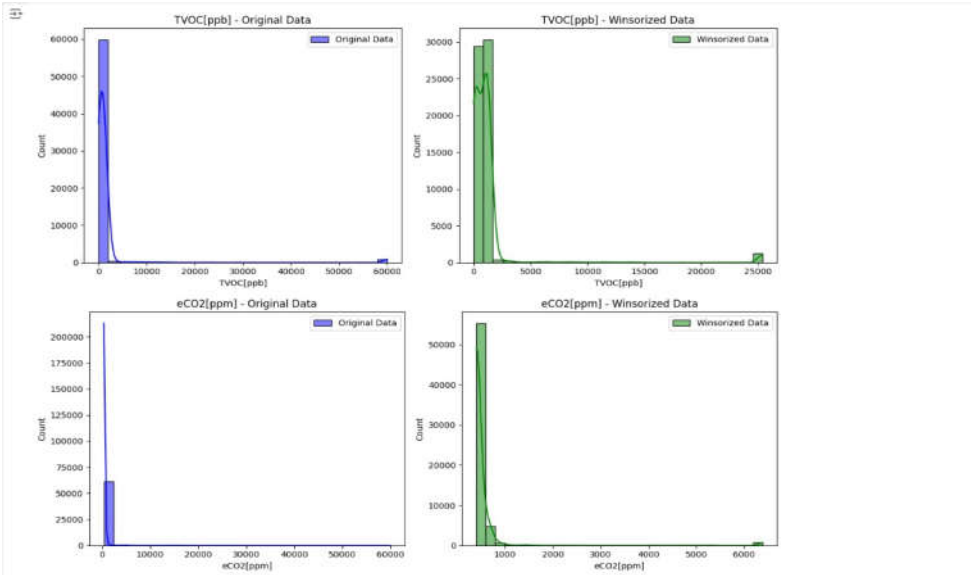 TVOC[ppb] - Original Data
Original Data
60000
50000
40000
30000
20000
10000
0
Count
0 10000 20000 30000 40000 50000 60000
TVOC[ppb]
TVOC[ppb] - Winsorized Data
Winsorized Data
30000
25000
20000
15000
10000
5000
0
Count
0 5000 10000 15000 20000 25000
TVOC[ppb]
eCO2[ppm] - Original Data
Original Data
200000
175000
150000
125000
100000
75000
50000
25000
0
Count
0 10000 20000 30000 40000 50000 60000
eCO2[ppm]
eCO2[ppm] - Winsorized Data
Winsorized Data
50000
40000
30000
20000
10000
0
Count
1000 2000 3000 4000 5000 6000
eCO2[ppm]